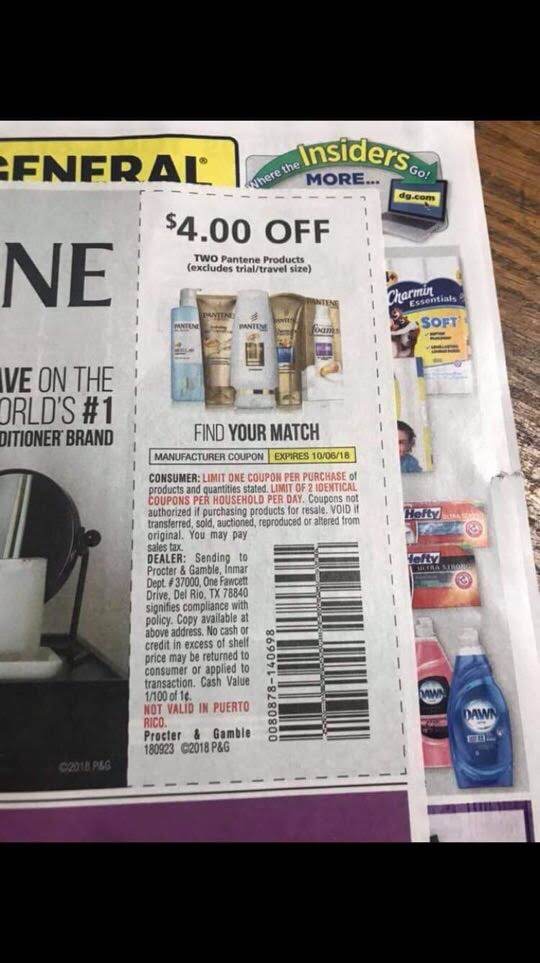 GENERAL®
Where the Insiders Go!
MORE...
dg.com
NE
AVE ON THE
ORLD'S #1
DITIONER BRAND
©2018 P&G
$4.00 OFF
TWO Pantene Products
(excludes trial/travel size)
PANTENE
PANTENE
PANTENE
PANTENE
FIND YOUR MATCH
MANUFACTURER COUPON EXPIRES 10/06/18
CONSUMER: LIMIT ONE COUPON PER PURCHASE of
products and quantities stated. LIMIT OF 2 IDENTICAL
COUPONS PER HOUSEHOLD PER DAY. Coupons not
authorized if purchasing products for resale. VOID if
transferred, sold, auctioned, reproduced or altered from
original. You may pay
sales tax.
DEALER: Sending to
Procter & Gamble, Inmar
Dept. #37000, One Fawcett
Drive, Del Rio, TX 78840
signifies compliance with
policy. Copy available at
above address. No cash or
credit in excess of shelf
price may be returned to
consumer or applied to
transaction. Cash Value
1/100 of 1¢.
NOT VALID IN PUERTO
RICO.
Procter & Gamble
180923 ©2018 P&G
0080878-140698
Charmin
Essentials
SOFT
Hefty
Hefty
ULTRA STRONG
DAWN
DAWN